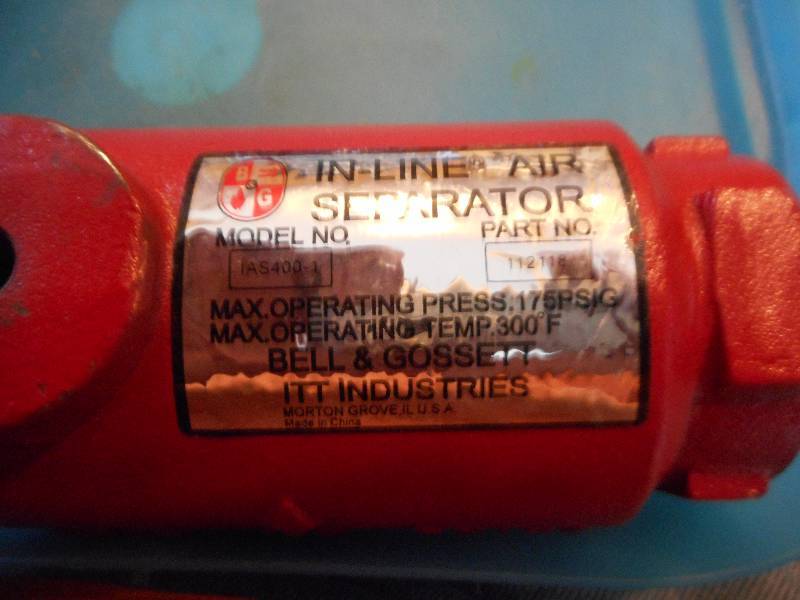 B G
IN-LINE® AIR
SEPARATOR
MODEL NO. PART NO.
IAS400-1 112118
MAX.OPERATING PRESS.175PSIG
MAX.OPERATING TEMP.300°F
BELL & GOSSETT
ITT INDUSTRIES
MORTON GROVE,IL U.S.A.
Made in China